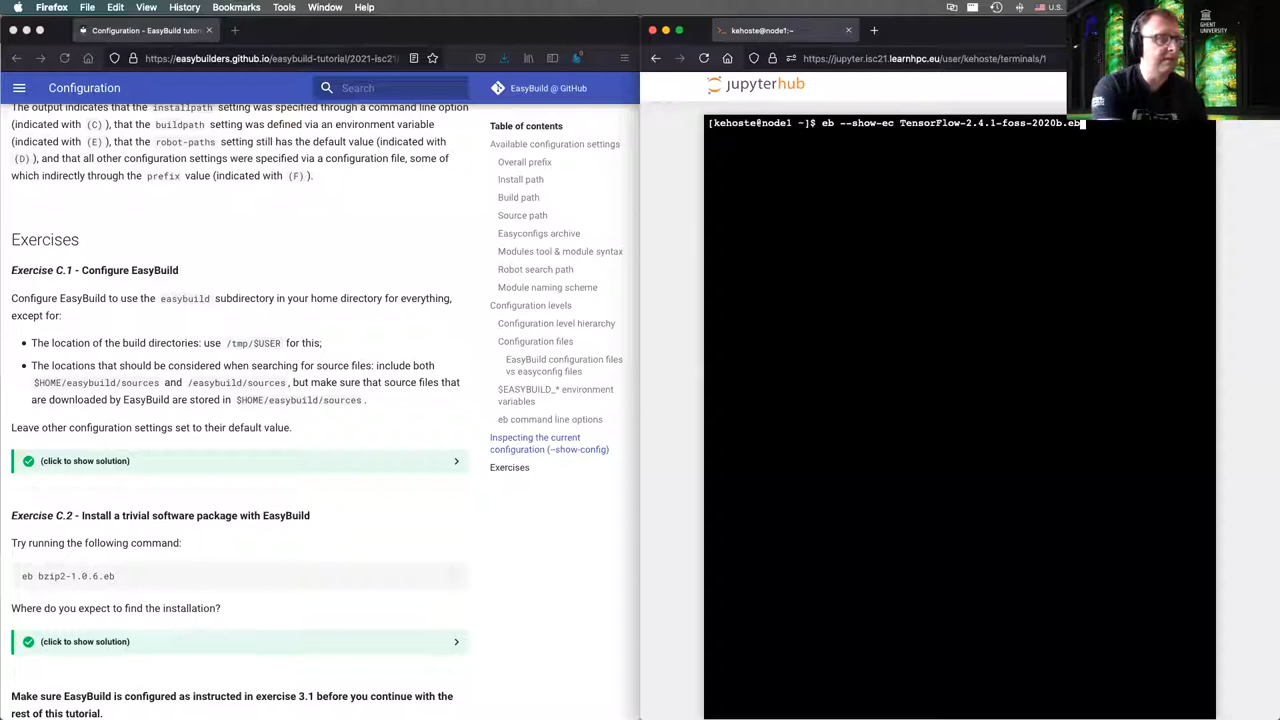 Firefox File Edit View History Bookmarks Tools Window Help
U.S.
Configuration - EasyBuild tutor
https://easybuilders.github.io/easybuild-tutorial/2021-isc21
Configuration
Search
EasyBuild @ GitHub
The output indicates that the installpath setting was specified through a command line option
(indicated with (C)), that the buildpath setting was defined via an environment variable
(indicated with (E)), that the robot-paths setting still has the default value (indicated with
(D)), and that all other configuration settings were specified via a configuration file, some of
which indirectly through the prefix value (indicated with (F)).
Exercises
Exercise C.1 - Configure EasyBuild
Configure EasyBuild to use the easybuild subdirectory in your home directory for everything,
except for:
The location of the build directories: use /tmp/$USER for this;
The locations that should be considered when searching for source files: include both
$HOME/easybuild/sources and /easybuild/sources, but make sure that source files that
are downloaded by EasyBuild are stored in $HOME/easybuild/sources.
Leave other configuration settings set to their default value.
(click to show solution)
Exercise C.2 - Install a trivial software package with EasyBuild
Try running the following command:
eb bzip2-1.0.6.eb
Where do you expect to find the installation?
(click to show solution)
Make sure EasyBuild is configured as instructed in exercise 3.1 before you continue with the
rest of this tutorial.
Table of contents
Available configuration settings
Overall prefix
Install path
Build path
Source path
Easyconfigs archive
Modules tool & module syntax
Robot search path
Module naming scheme
Configuration levels
Configuration level hierarchy
Configuration files
EasyBuild configuration files
vs easyconfig files
$EASYBUILD_* environment
variables
eb command line options
Inspecting the current
configuration (--show-config)
Exercises
kehoste@node1:~
https://jupyter.isc21.learnhpc.eu/user/kehoste/terminals/1
jupyterhub
[kehoste@node1 ~]$ eb --show-ec TensorFlow-2.4.1-foss-2020b.eb
GHENT
UNIVERSITY